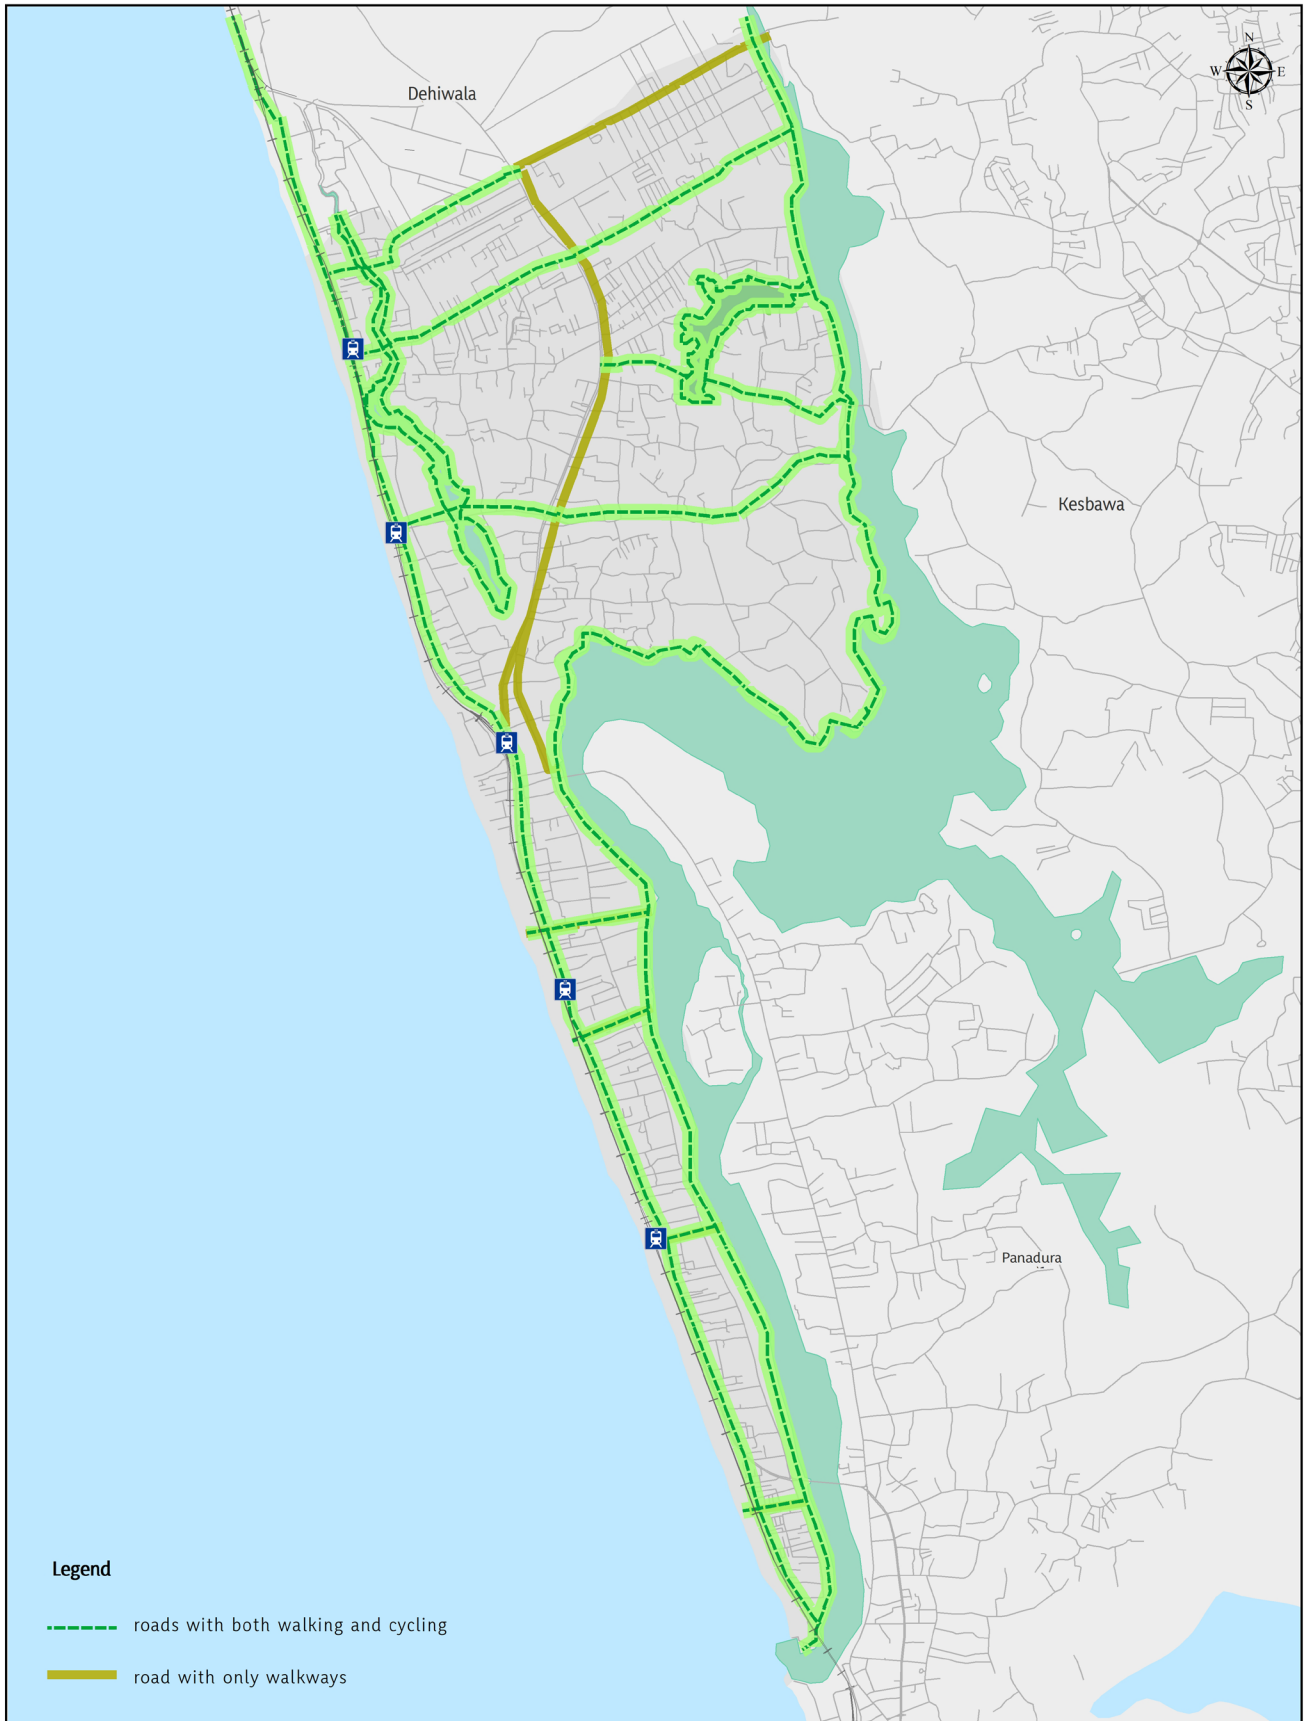 N
W E
S
Dehiwala
Kesbawa
Panadura
Legend
roads with both walking and cycling
road with only walkways